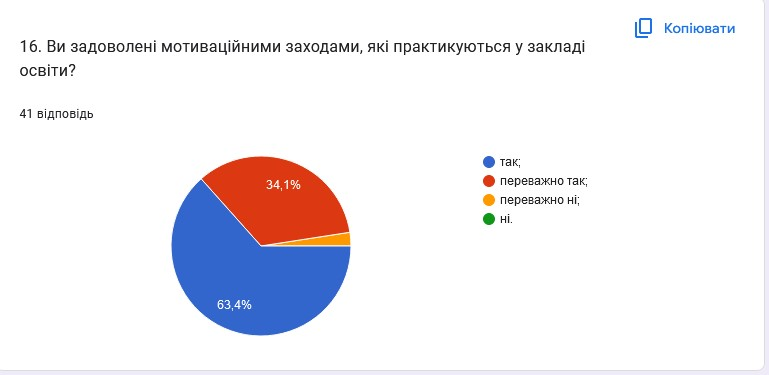 Копіювати
16. Ви задоволені мотиваційними заходами, які практикуються у закладі
освіти?
41 відповідь
34,1%
63,4%
так;
переважно так;
переважно ні;
ні.